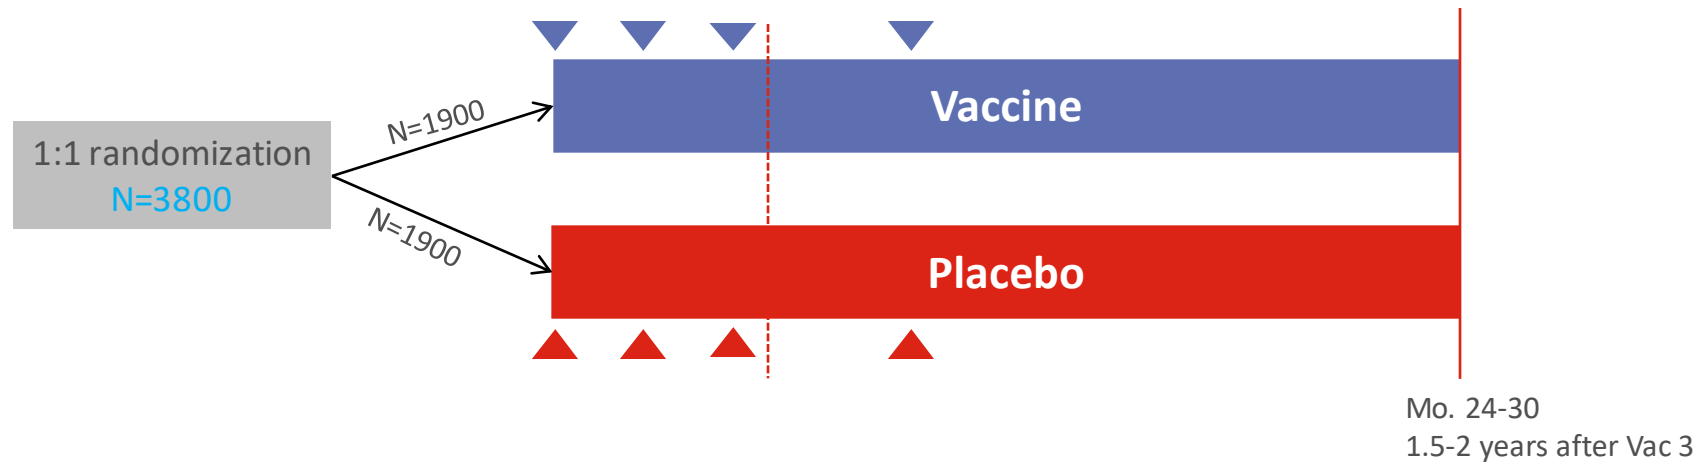 1:1 randomization
N=3800
N=1900
N=1900
Vaccine
Placebo
Mo. 24-30
1.5-2 years after Vac 3